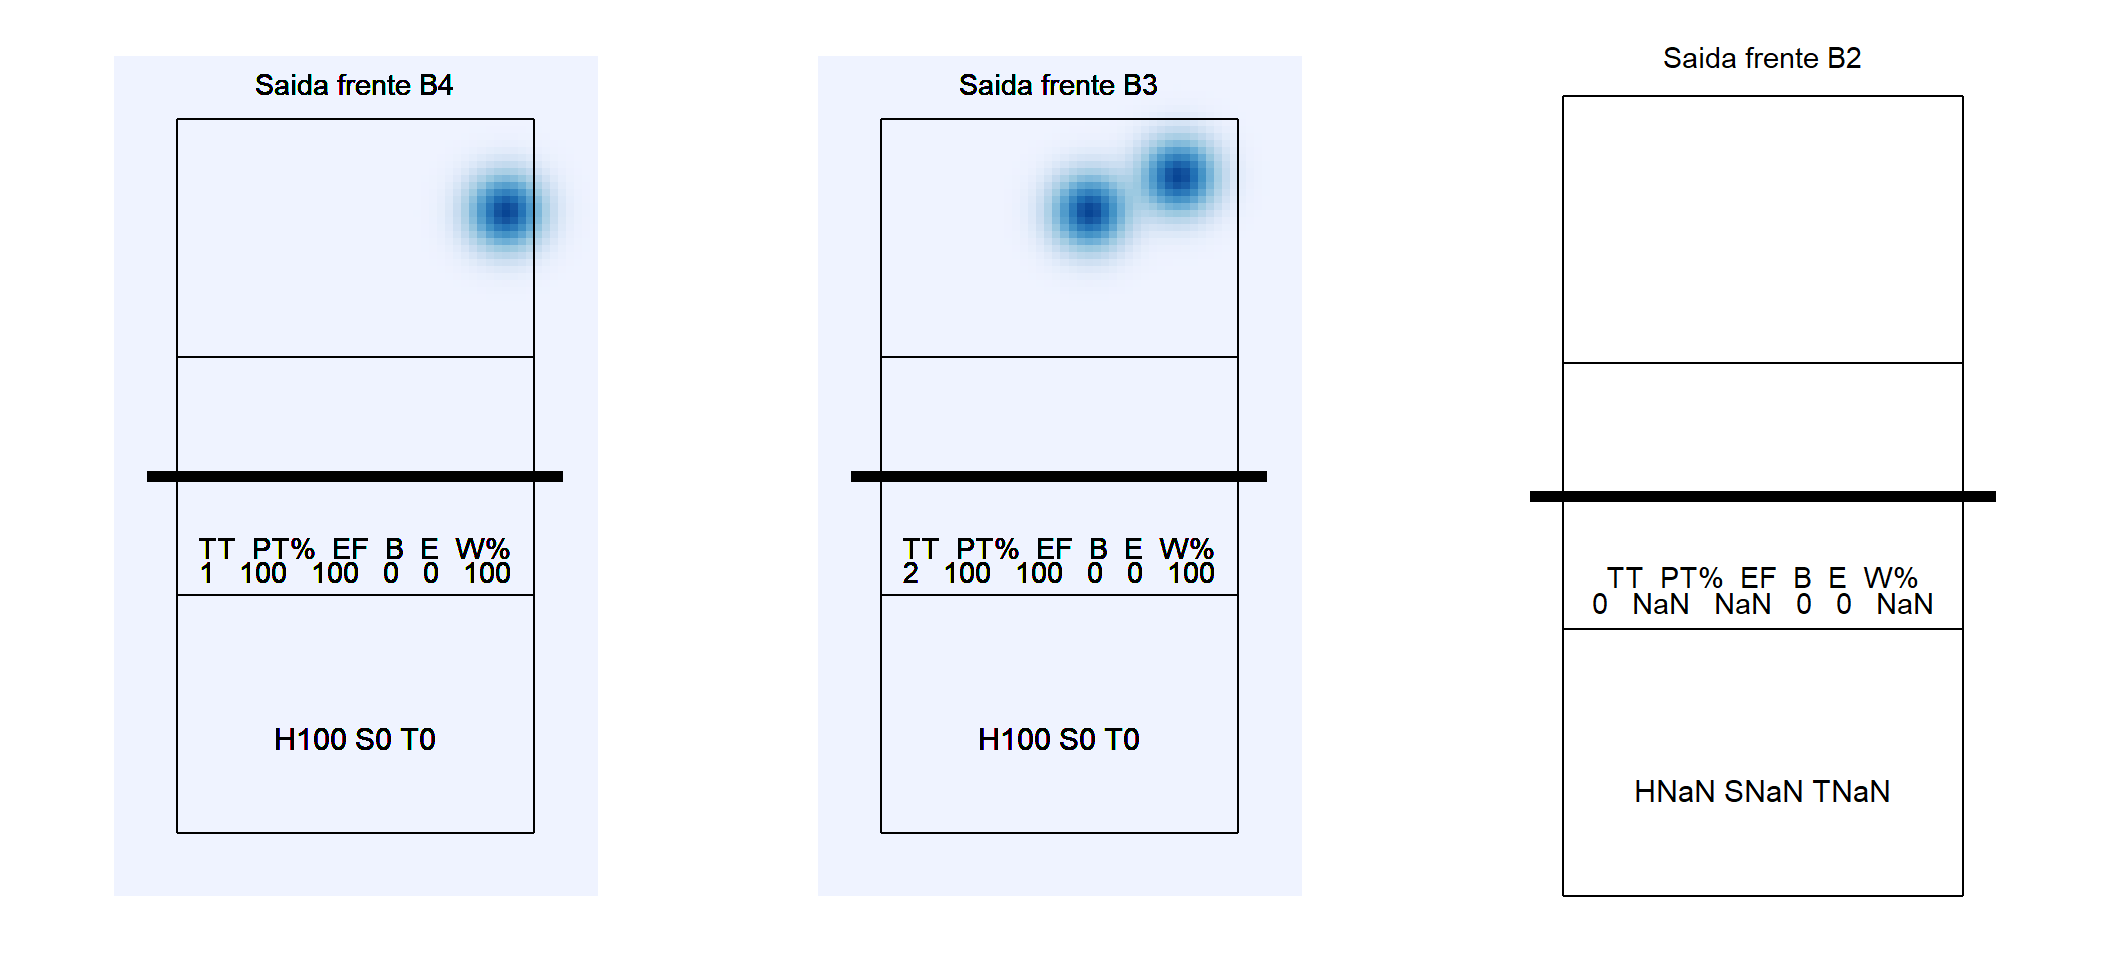 Saida frente B4
TT PT% EF B E W%
1 100 100 0 0 100
H100 S0 T0
Saida frente B3
TT PT% EF B E W%
2 100 100 0 0 100
H100 S0 T0
Saida frente B2
TT PT% EF B E W%
0 NaN NaN 0 0 NaN
HNaN SNaN TNaN